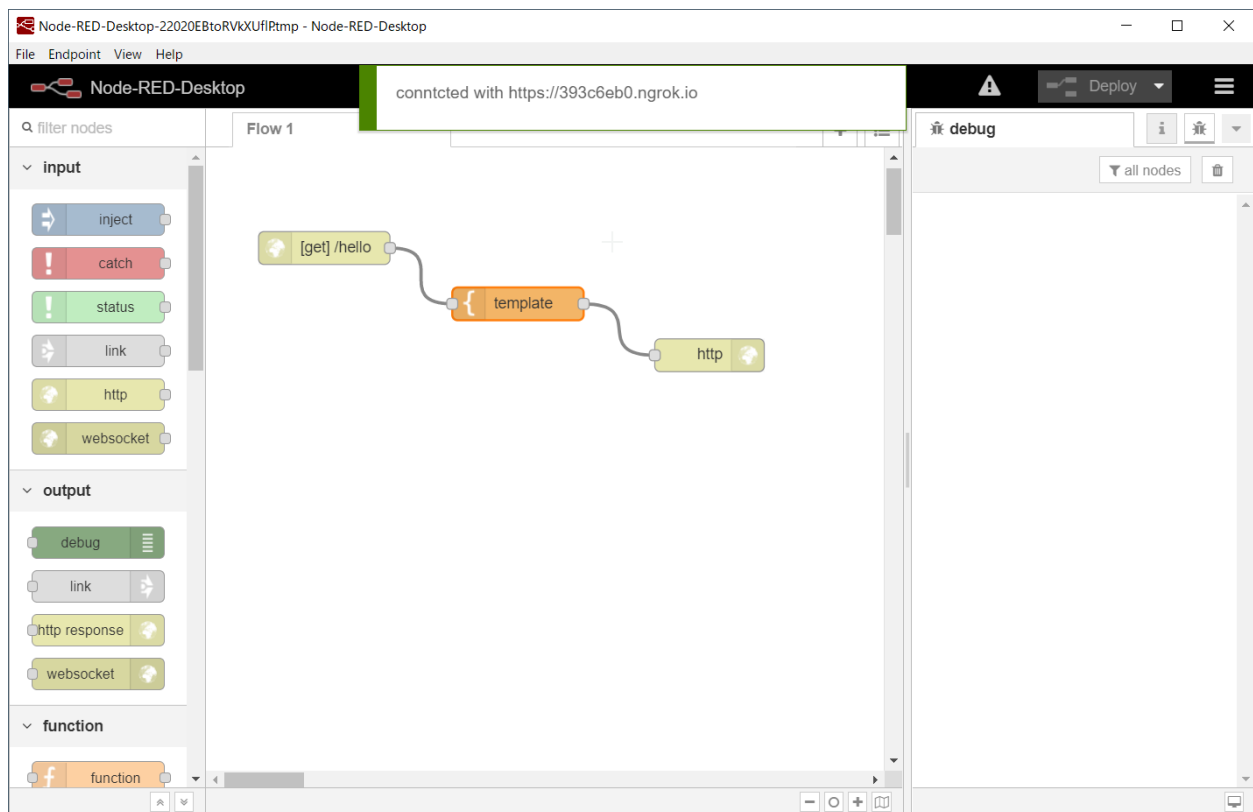 Node-RED-Desktop-22020EBtoRVkXUflP.tmp - Node-RED-Desktop
File Endpoint View Help
Node-RED-Desktop
conntcted with https://393c6eb0.ngrok.io
Deploy
filter nodes
Flow 1
debug
i
all nodes
input
inject
catch
status
link
http
websocket
output
debug
link
http response
websocket
function
function
[get] /hello
template
http